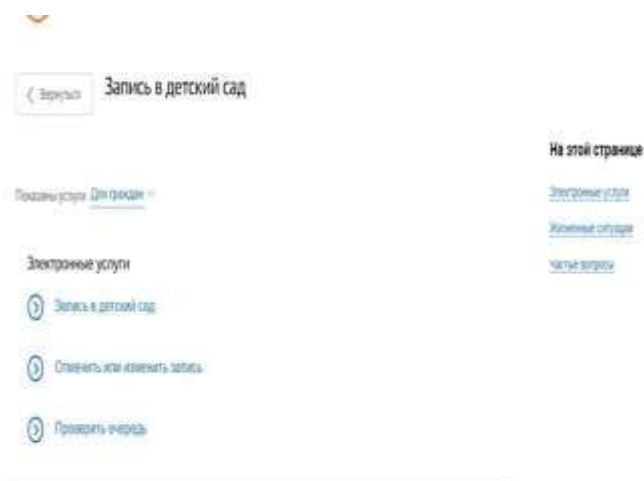 Вернуться
Запись в детский сад
Показаны услуги Для граждан
Электронные услуги
Запись в детский сад
Отменить или изменить запись
Проверить очередь
На этой странице
Электронные услуги
Жизненные ситуации
Частые вопросы